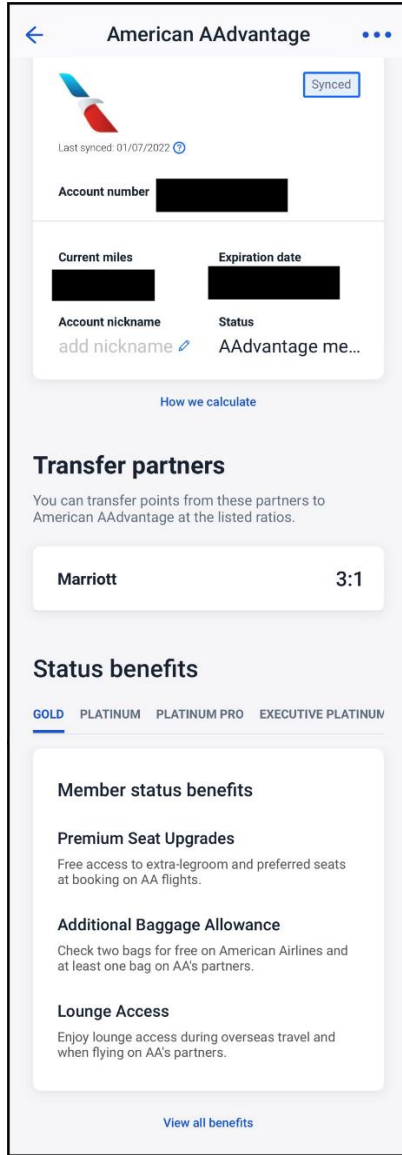 American AAdvantage
Synced
Last synced: 01/07/2022
Account number
Current miles
Expiration date
Account nickname
Status
add nickname
AAdvantage me...
How we calculate
Transfer partners
You can transfer points from these partners to
American AAdvantage at the listed ratios.
Marriott 3:1
Status benefits
GOLD PLATINUM PLATINUM PRO EXECUTIVE PLATINUM
Member status benefits
Premium Seat Upgrades
Free access to extra-legroom and preferred seats
at booking on AA flights.
Additional Baggage Allowance
Check two bags for free on American Airlines and
at least one bag on AA's partners.
Lounge Access
Enjoy lounge access during overseas travel and
when flying on AA's partners.
View all benefits